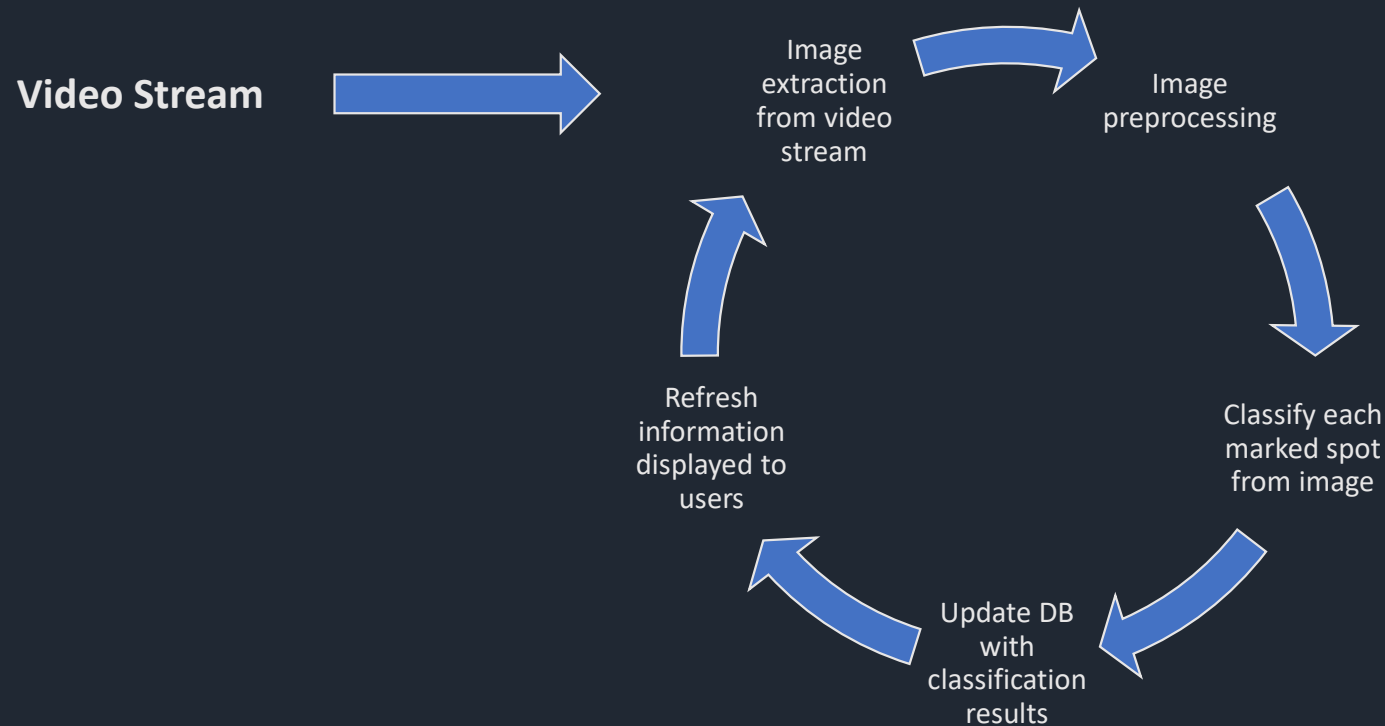 Video Stream
Image
extraction
from video
stream
Image
preprocessing
Classify each
marked spot
from image
Update DB
with
classification
results
Refresh
information
displayed to
users